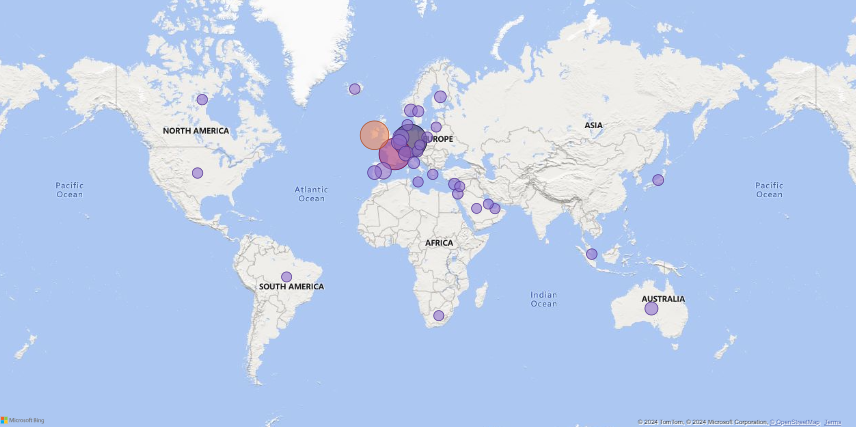 NORTH AMERICA
EUROPE
ASIA
Pacific
Ocean
Atlantic
Ocean
Pacific
Ocean
AFRICA
SOUTH AMERICA
Indian
Ocean
AUSTRALIA
Microsoft Bing
© 2024 TomTom, © 2024 Microsoft Corporation, © OpenStreetMap Terms